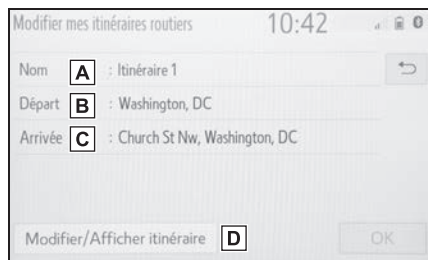 Modifier mes itinéraires routiers 10:42
Nom A : Itinéraire 1
Départ B : Washington, DC
Arrivée C : Church St Nw, Washington, DC
Modifier/Afficher itinéraire D OK